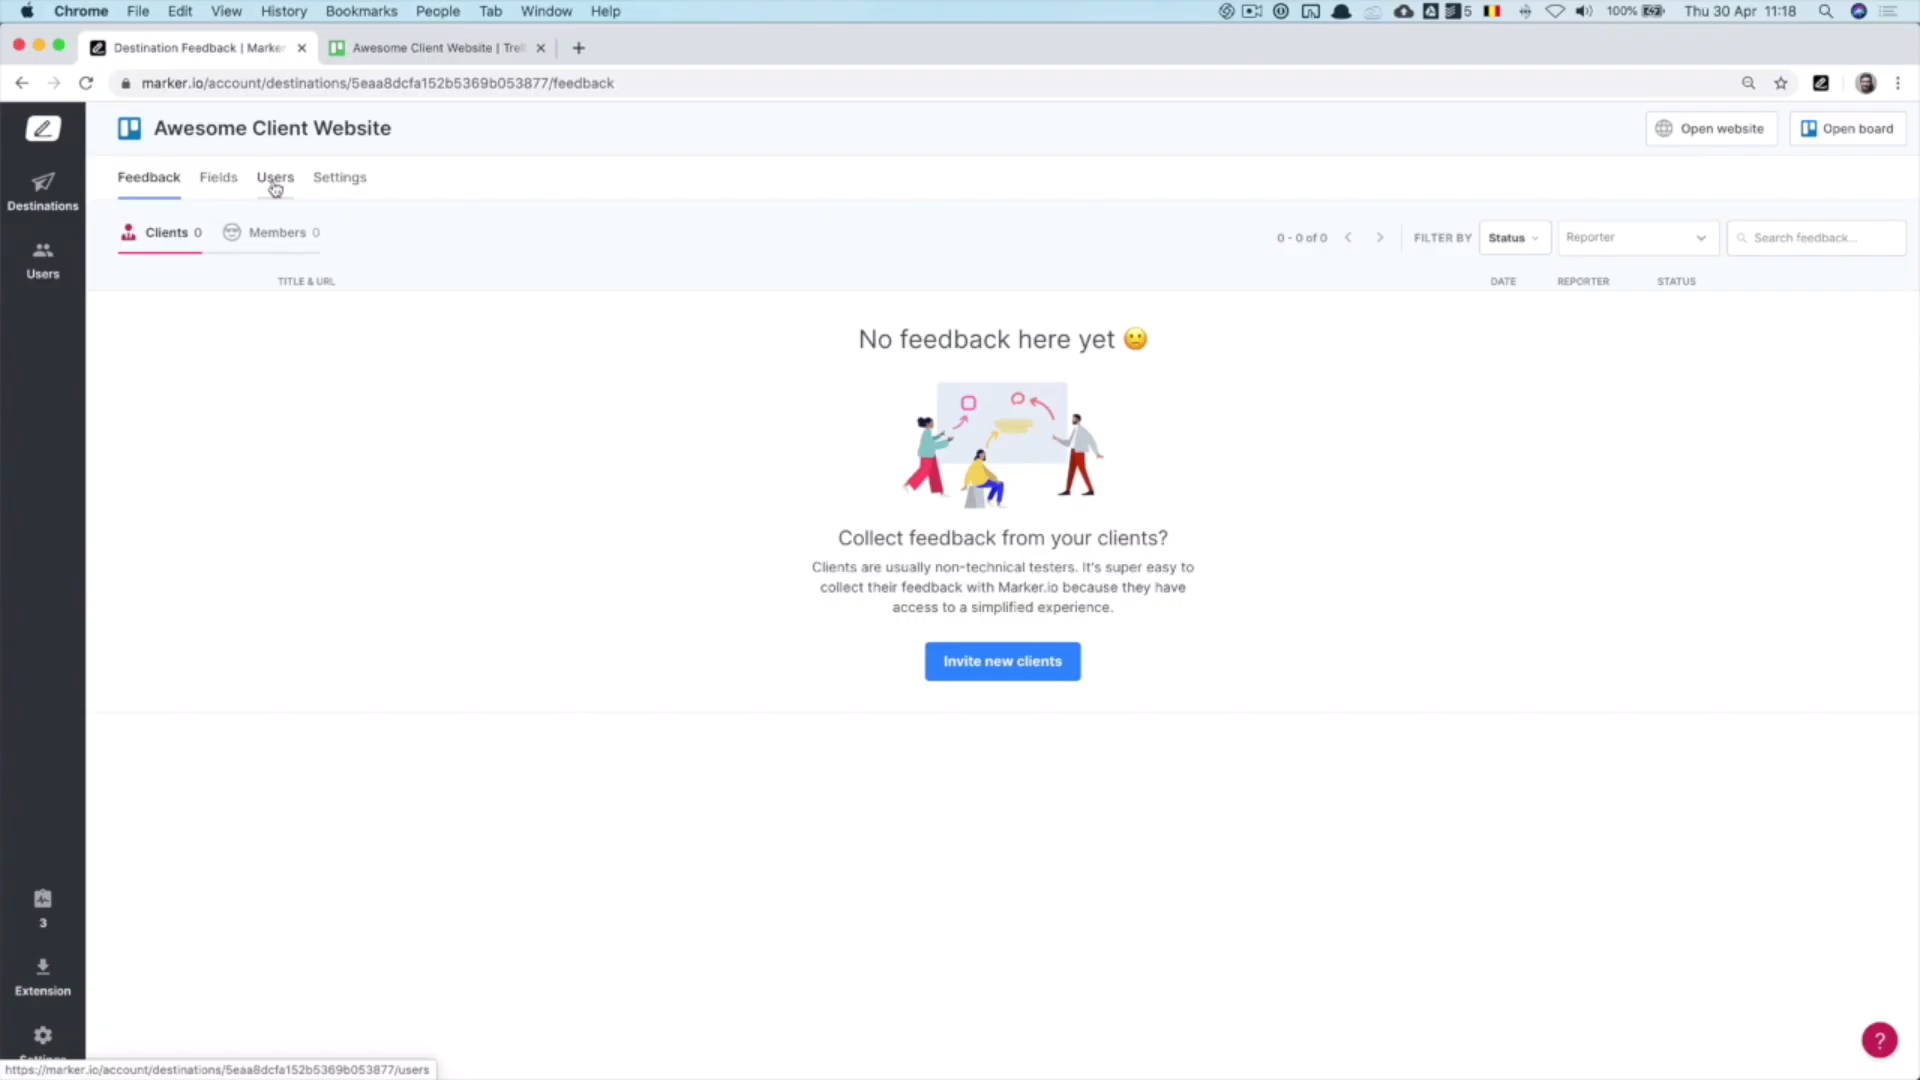 Chrome File Edit View History Bookmarks People Tab Window Help 5 100% Thu 30 Apr 11:18
Destination Feedback | Marker Awesome Client Website | Trel
marker.io/account/destinations/5eaa8dcfa152b5369b053877/feedback
Awesome Client Website Open website Open board
Feedback Fields Users Settings
Destinations
Clients 0 Members 0 0 - 0 of 0 FILTER BY Status Reporter Search feedback...
Users
TITLE & URL DATE REPORTER STATUS
No feedback here yet
Collect feedback from your clients?
Clients are usually non-technical testers. It's super easy to
collect their feedback with Marker.io because they have
access to a simplified experience.
Invite new clients
3
Extension
Settings
?
https://marker.io/account/destinations/5eaa8dcfa152b5369b053877/users